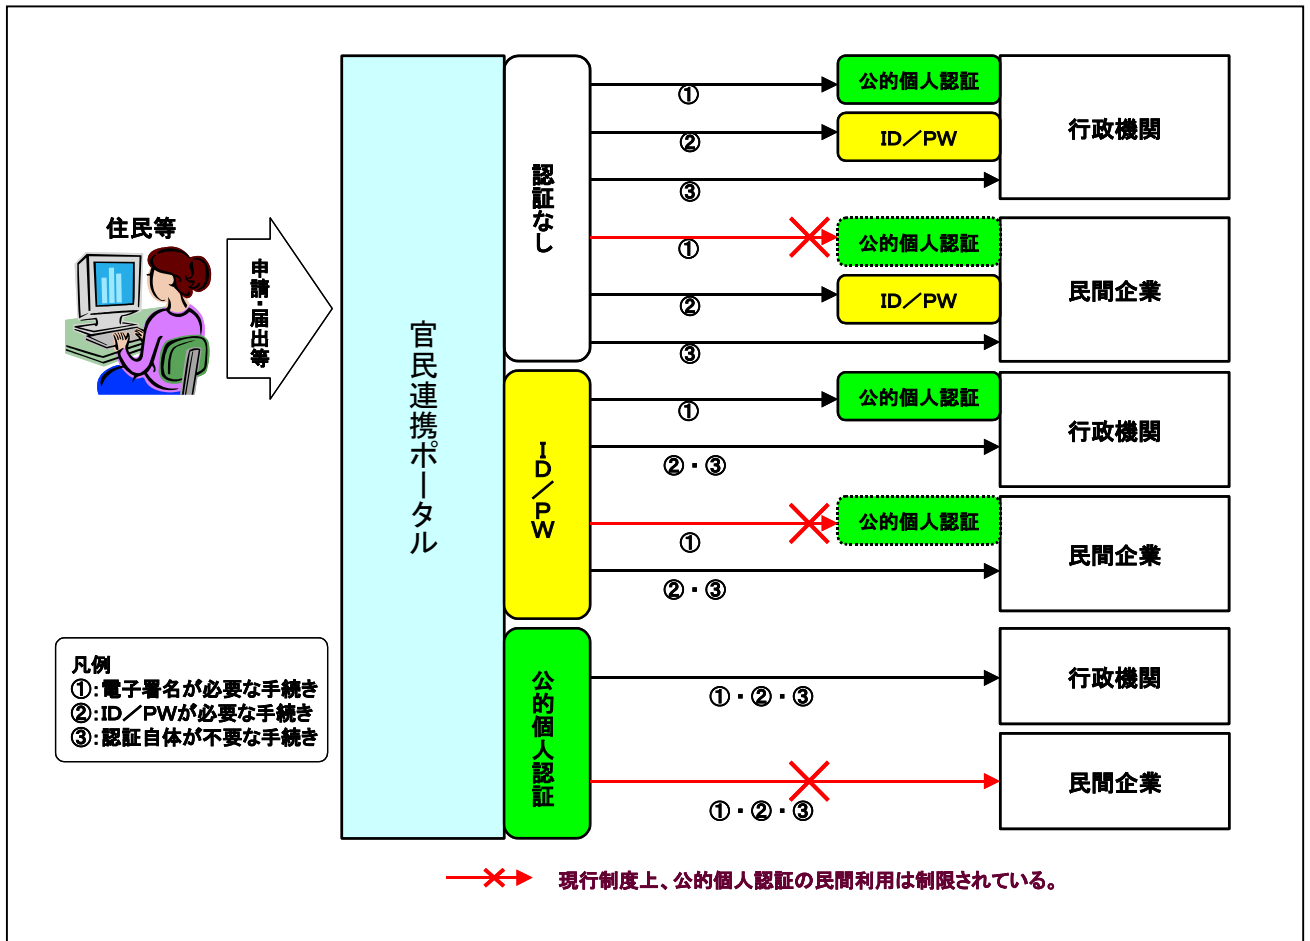 住民等
申請・届出等
官民連携ポータル
認証なし
①
公的個人認証
行政機関
②
ID／PW
③
①
公的個人認証
民間企業
②
ID／PW
③
ID／PW
①
公的個人認証
行政機関
②・③
①
公的個人認証
民間企業
②・③
公的個人認証
①・②・③
行政機関
①・②・③
民間企業
凡例
①:電子署名が必要な手続き
②:ID／PWが必要な手続き
③:認証自体が不要な手続き
現行制度上、公的個人認証の民間利用は制限されている。